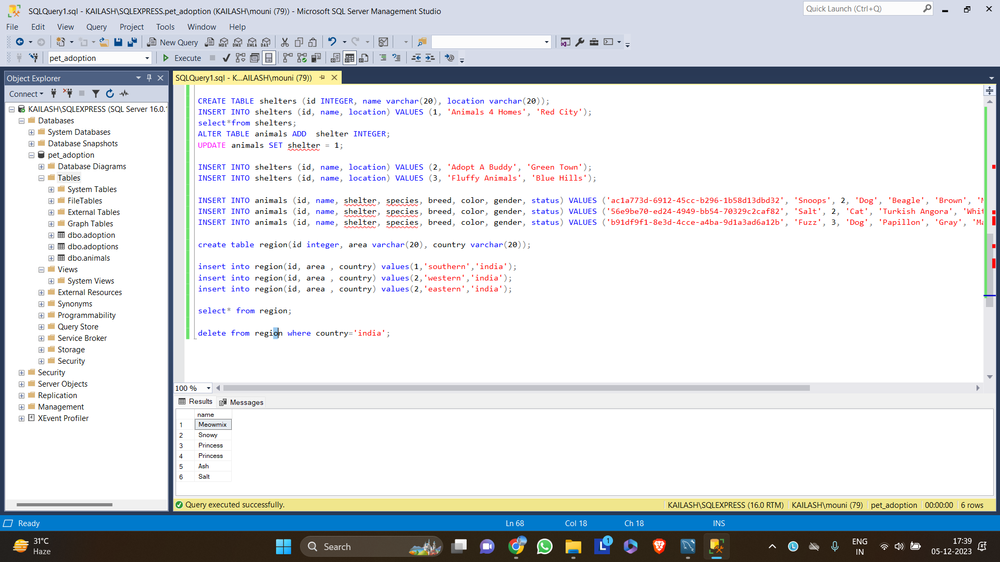 SQLQuery1.sql - KAILASH\SQLEXPRESS.pet_adoption (KAILASH\mouni (79)) - Microsoft SQL Server Management Studio
Quick Launch (Ctrl+Q)
File Edit View Query Project Tools Window Help
New Query
MDX DMX XMLA DAX
pet_adoption
Execute
Object Explorer
Connect
KAILASH\SQLEXPRESS (SQL Server 16.0.1
Databases
System Databases
Database Snapshots
pet_adoption
Database Diagrams
Tables
System Tables
FileTables
External Tables
Graph Tables
dbo.adoption
dbo.adoptions
dbo.animals
Views
System Views
External Resources
Synonyms
Programmability
Query Store
Service Broker
Storage
Security
Security
Server Objects
Replication
Management
XEvent Profiler
SQLQuery1.sql - K...AILASH\mouni (79))
CREATE TABLE shelters (id INTEGER, name varchar(20), location varchar(20));
INSERT INTO shelters (id, name, location) VALUES (1, 'Animals 4 Homes', 'Red City');
select*from shelters;
ALTER TABLE animals ADD  shelter INTEGER;
UPDATE animals SET shelter = 1;
INSERT INTO shelters (id, name, location) VALUES (2, 'Adopt A Buddy', 'Green Town');
INSERT INTO shelters (id, name, location) VALUES (3, 'Fluffy Animals', 'Blue Hills');
INSERT INTO animals (id, name, shelter, species, breed, color, gender, status) VALUES ('ac1a773d-6912-45cc-b296-1b58d13dbd32', 'Snoops', 2, 'Dog', 'Beagle', 'Brown', 'M
INSERT INTO animals (id, name, shelter, species, breed, color, gender, status) VALUES ('56e9be70-ed24-4949-bb54-70329c2caf82', 'Salt', 2, 'Cat', 'Turkish Angora', 'Whit
INSERT INTO animals (id, name, shelter, species, breed, color, gender, status) VALUES ('b91df9f1-8e3d-4cce-a4ba-9d1a3ad6a12b', 'Fuzz', 3, 'Dog', 'Papillon', 'Gray', 'Ma
create table region(id integer, area varchar(20), country varchar(20));
insert into region(id, area , country) values(1,'southern','india');
insert into region(id, area , country) values(2,'western','india');
insert into region(id, area , country) values(2,'eastern','india');
select* from region;
delete from region where country='india';
100 %
Results Messages
name
1 Meowmix
2 Snowy
3 Princess
4 Princess
5 Ash
6 Salt
Query executed successfully.
KAILASH\SQLEXPRESS (16.0 RTM) KAILASH\mouni (79) pet_adoption 00:00:00 6 rows
Ready Ln 68 Col 18 Ch 18 INS
31°C
Haze
Search
1
ENG
IN
17:39
05-12-2023